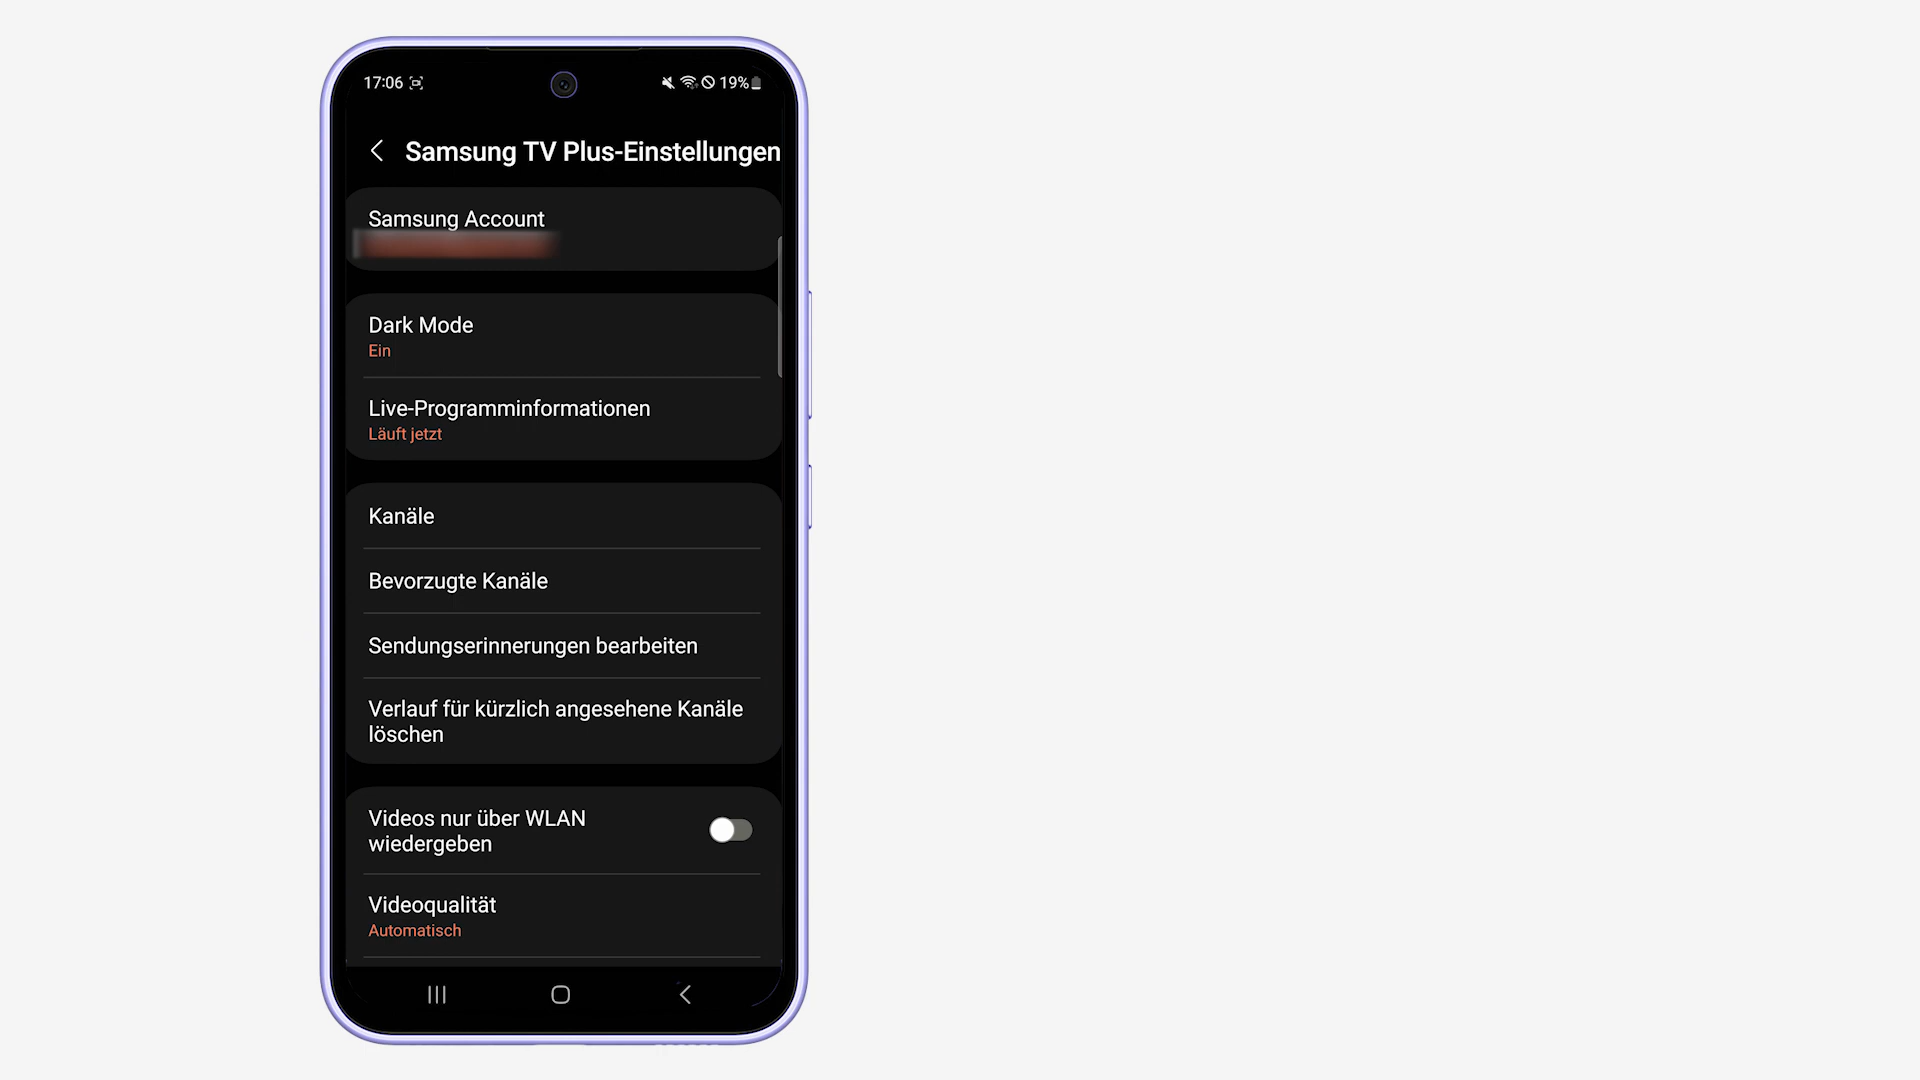 17:06
19%
Samsung TV Plus-Einstellungen
Samsung Account
Dark Mode
Ein
Live-Programminformationen
Läuft jetzt
Kanäle
Bevorzugte Kanäle
Sendungserinnerungen bearbeiten
Verlauf für kürzlich angesehene Kanäle
löschen
Videos nur über WLAN
wiedergeben
Videoqualität
Automatisch